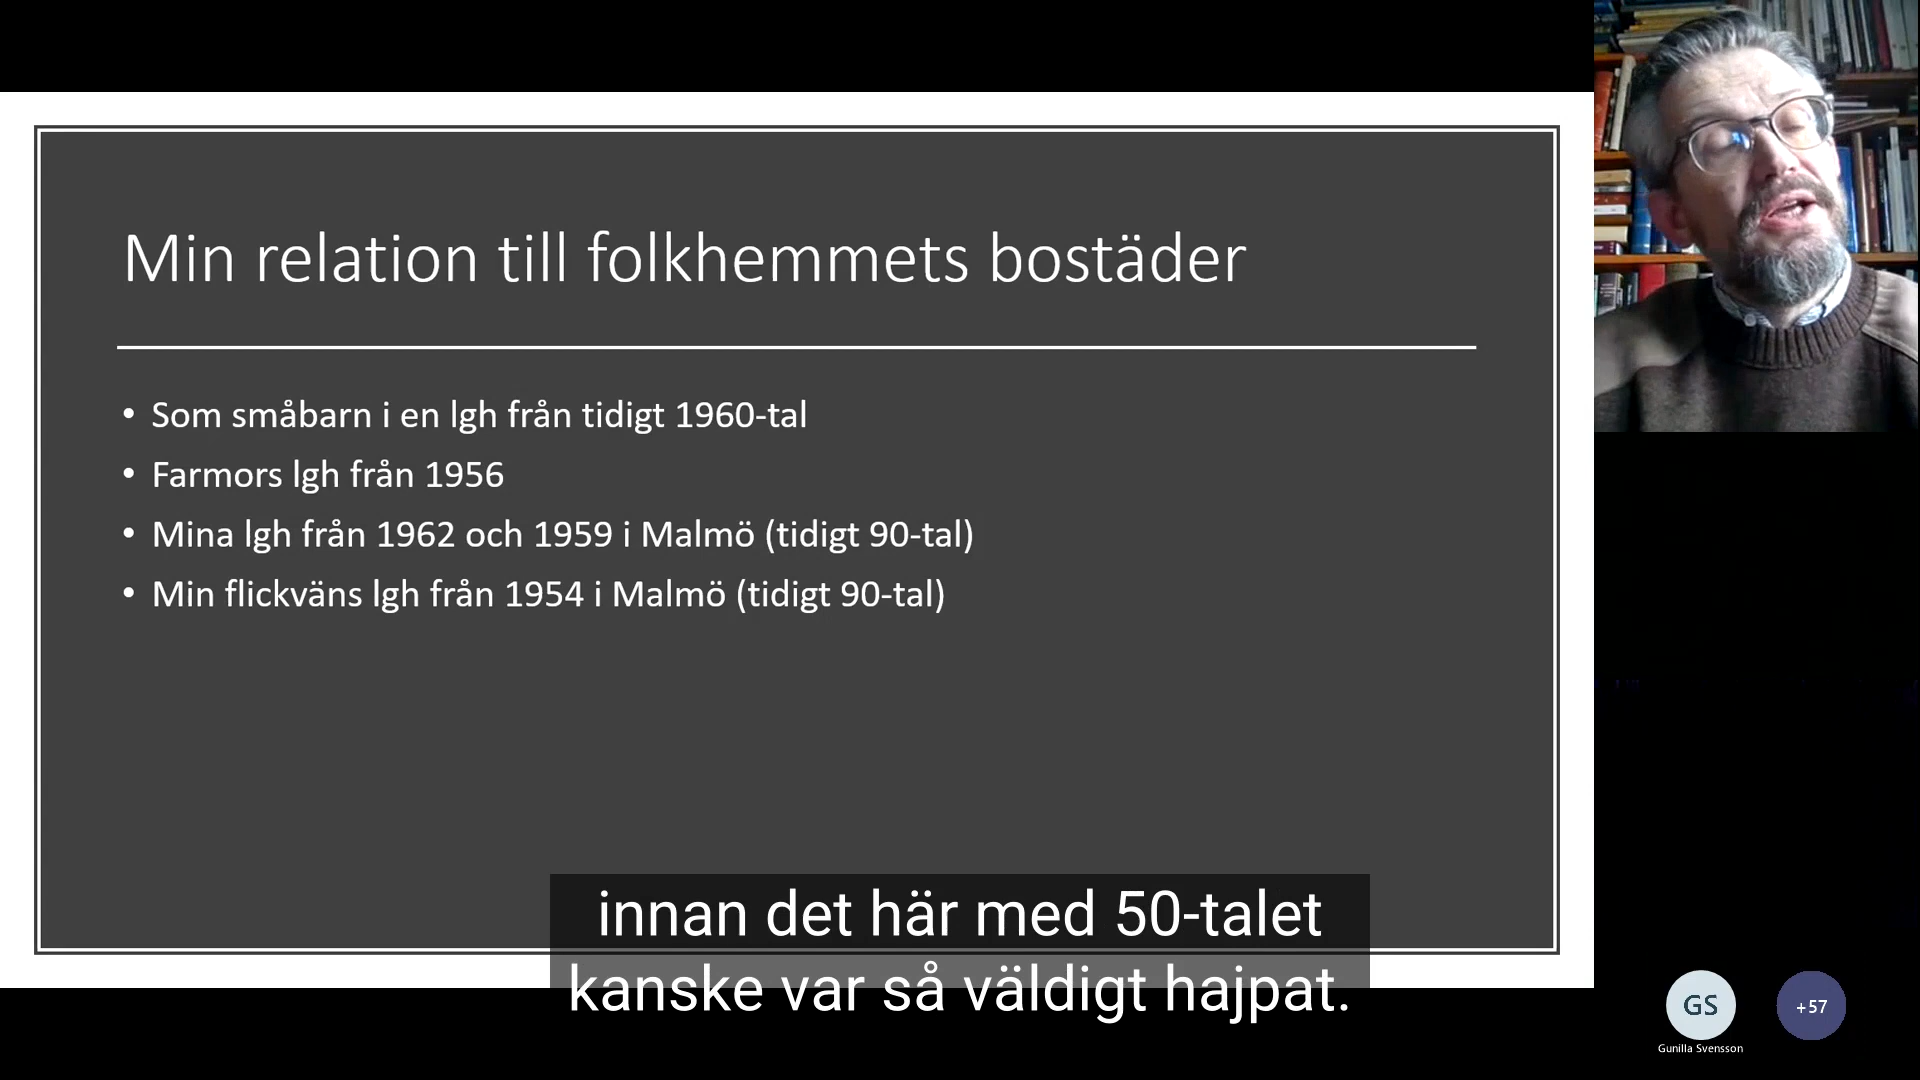 Min relation till folkhemmets bostäder
• Som småbarn i en lgh från tidigt 1960-tal
• Farmors lgh från 1956
• Mina lgh från 1962 och 1959 i Malmö (tidigt 90-tal)
• Min flickväns lgh från 1954 i Malmö (tidigt 90-tal)
innan det här med 50-talet
kanske var så väldigt hajpat.
GS
+57
Gunilla Svensson